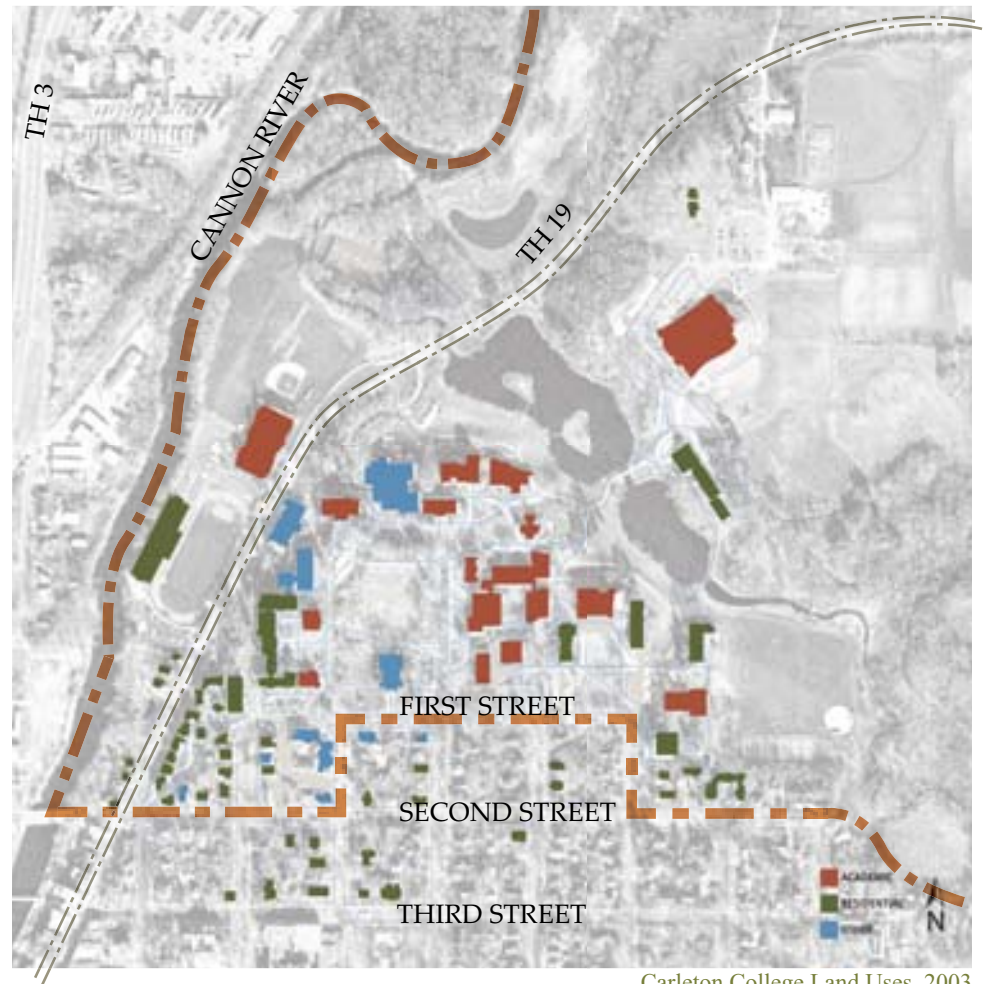 TH 3
CANNON RIVER
TH 19
FIRST STREET
SECOND STREET
THIRD STREET
ACADEMIC
RESIDENTIAL
N
Carleton College Land Uses, 2003